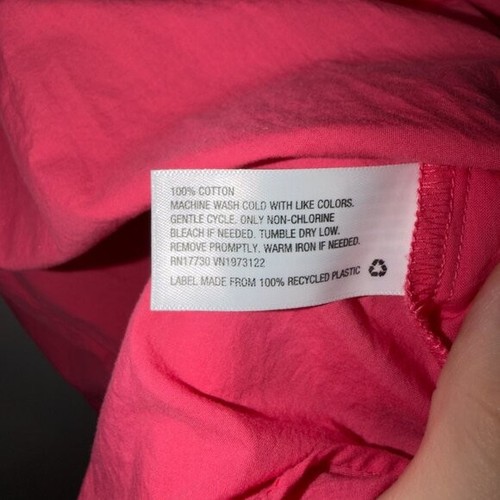 100% COTTON
MACHINE WASH COLD WITH LIKE COLORS.
GENTLE CYCLE. ONLY NON-CHLORINE
BLEACH IF NEEDED. TUMBLE DRY LOW.
REMOVE PROMPTLY. WARM IRON IF NEEDED.
RN17730 VN1973122
LABEL MADE FROM 100% RECYCLED PLASTIC